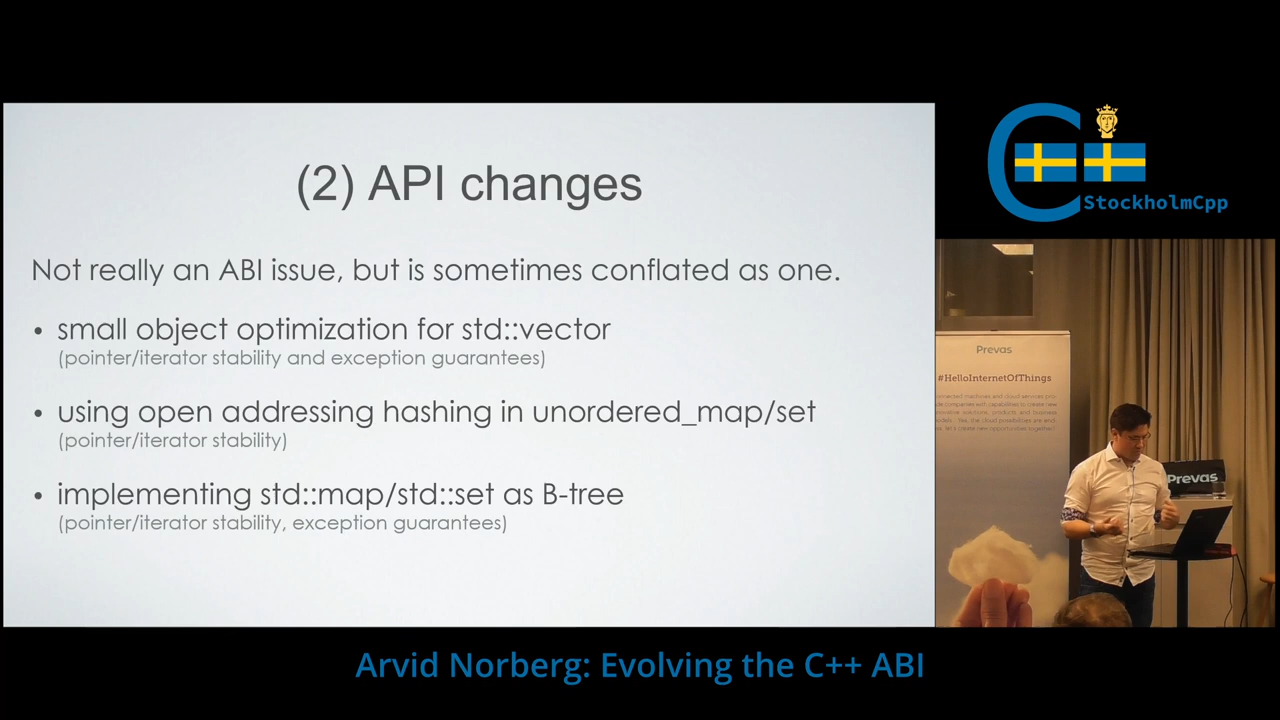 (2) API changes
Not really an ABI issue, but is sometimes conflated as one.
• small object optimization for std::vector
(pointer/iterator stability and exception guarantees)
• using open addressing hashing in unordered_map/set
(pointer/iterator stability)
• implementing std::map/std::set as B-tree
(pointer/iterator stability, exception guarantees)
StockholmCpp
Prevas
#HelloInternetOfThings
Prevas
Arvid Norberg: Evolving the C++ ABI